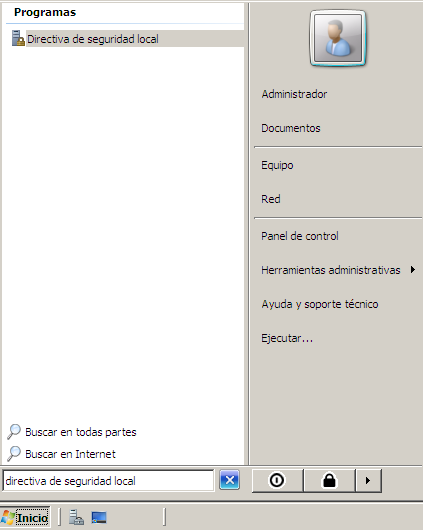 Programas
Directiva de seguridad local
Buscar en todas partes
Buscar en Internet
directiva de seguridad local
Administrador
Documentos
Equipo
Red
Panel de control
Herramientas administrativas
Ayuda y soporte técnico
Ejecutar...
Inicio